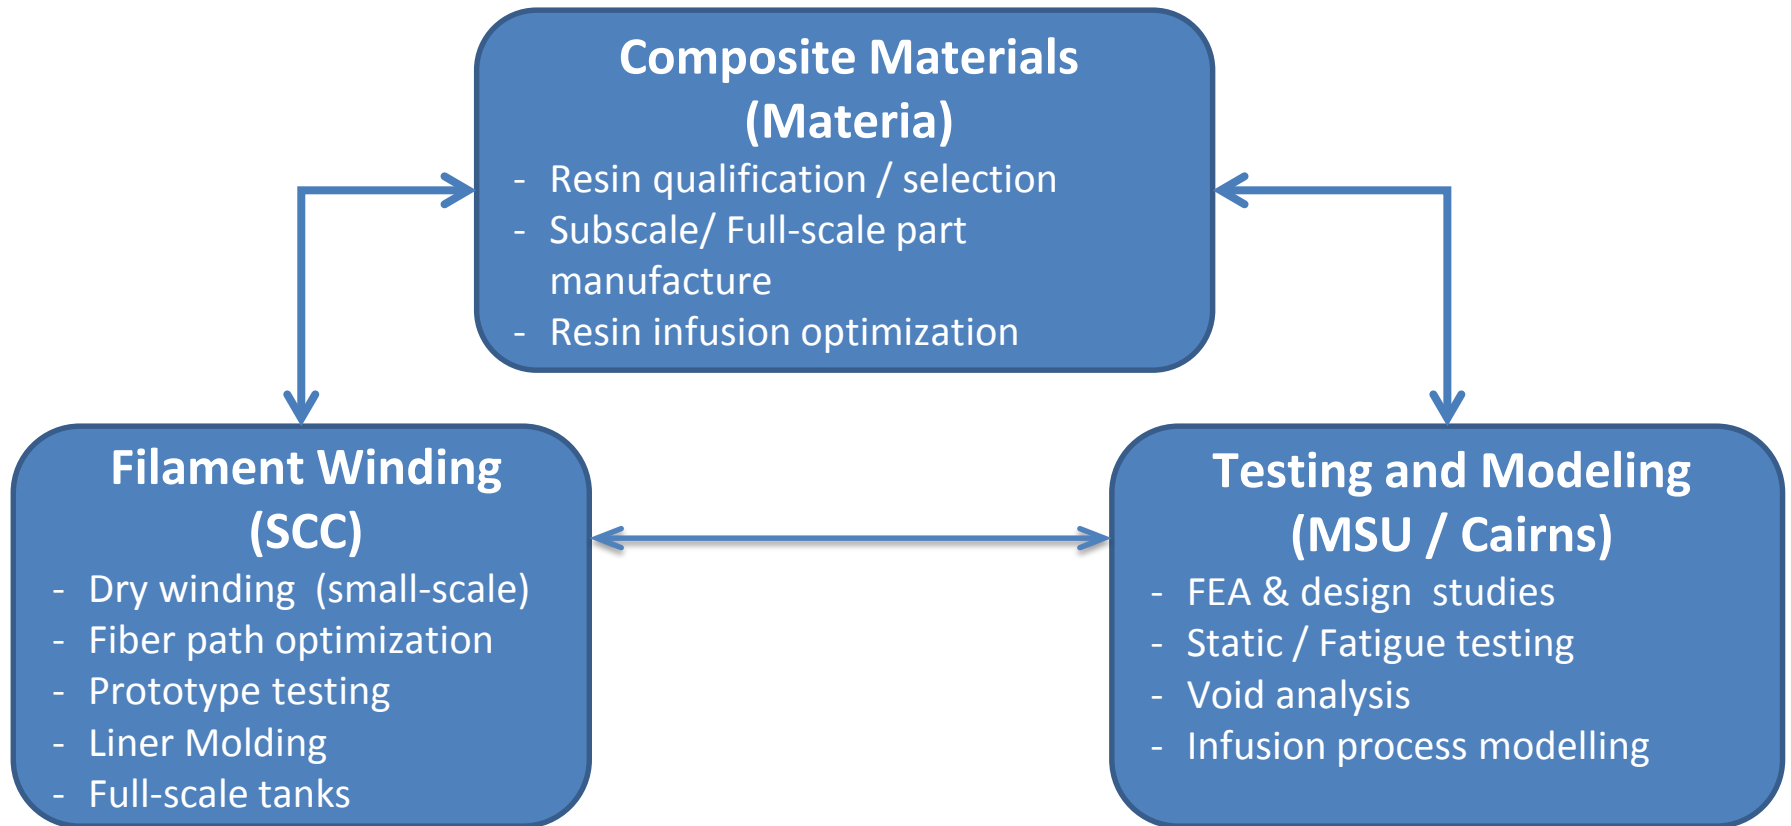 Composite Materials
(Materia)
- Resin qualification / selection
- Subscale/ Full-scale part
manufacture
- Resin infusion optimization
Filament Winding
(SCC)
- Dry winding  (small-scale)
- Fiber path optimization
- Prototype testing
- Liner Molding
- Full-scale tanks
Testing and Modeling
(MSU / Cairns)
- FEA & design  studies
- Static / Fatigue testing
- Void analysis
- Infusion process modelling